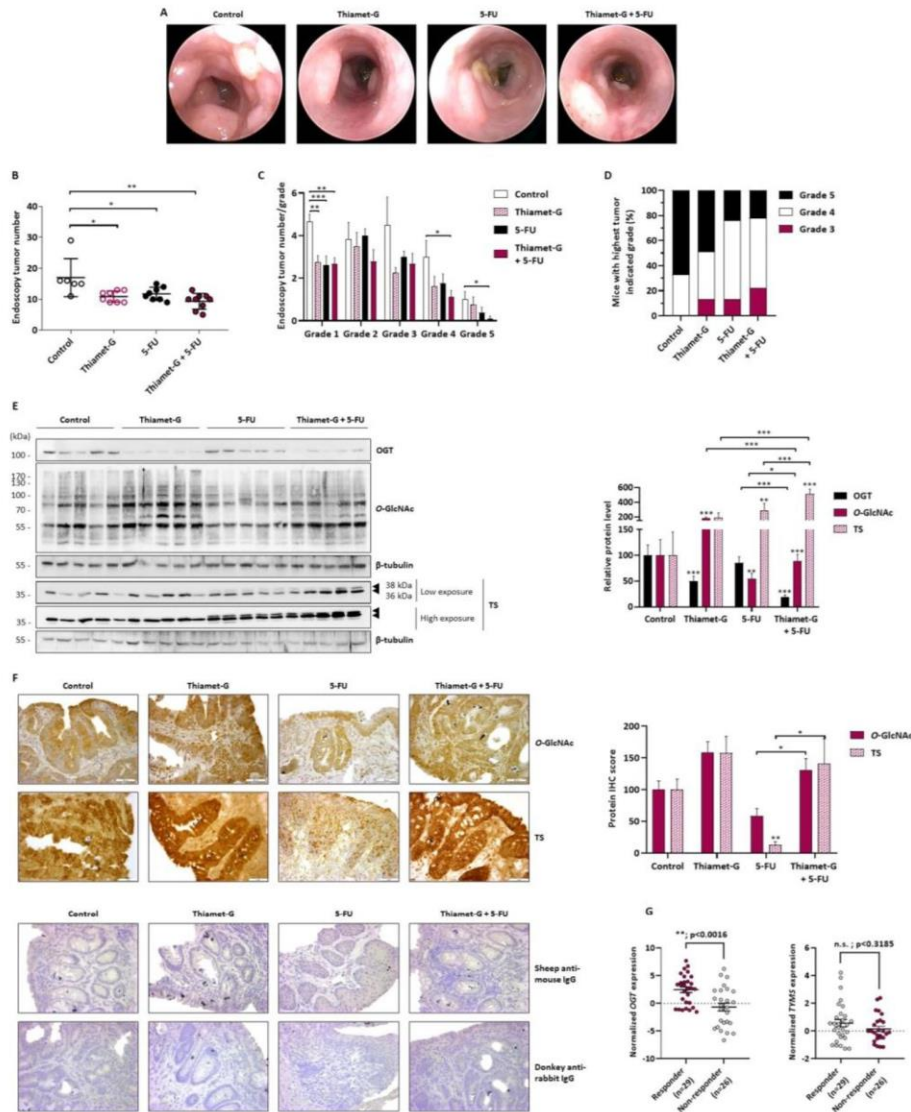 A
Control
Thiamet-G
5-FU
Thiamet-G + 5-FU
B
Endoscopy tumor number
40
30
20
10
0
*
*
**
Control
Thiamet-G
5-FU
Thiamet-G + 5-FU
C
Endoscopy tumor number/grade
6
4
2
0
**
***
**
*
*
Grade 1
Grade 2
Grade 3
Grade 4
Grade 5
Control
Thiamet-G
5-FU
Thiamet-G
+ 5-FU
D
Mice with highest tumor
indicated grade (%)
100
80
60
40
20
0
Control
Thiamet-G
5-FU
Thiamet-G
+ 5-FU
Grade 5
Grade 4
Grade 3
E
Control
Thiamet-G
5-FU
Thiamet-G + 5-FU
(kDa)
100 -
OGT
170 -
130 -
100 -
70 -
55 -
O-GlcNAc
55 -
β-tubulin
35 -
38 kDa
36 kDa
Low exposure
TS
35 -
High exposure
55 -
β-tubulin
Relative protein level
600
400
200
100
50
0
***
***
***
*
***
***
***
**
**
***
***
***
Control
Thiamet-G
5-FU
Thiamet-G
+ 5-FU
OGT
O-GlcNAc
TS
F
Control
Thiamet-G
5-FU
Thiamet-G + 5-FU
O-GlcNAc
TS
Protein IHC score
200
150
100
50
0
*
*
**
Control
Thiamet-G
5-FU
Thiamet-G
+ 5-FU
O-GlcNAc
TS
Control
Thiamet-G
5-FU
Thiamet-G + 5-FU
Sheep anti-
mouse IgG
Donkey anti-
rabbit IgG
G
**; p<0.0016
Normalized OGT expression
10
5
0
-5
-10
Responder
(n=29)
Non-responder
(n=26)
n.s. ; p<0.3185
Normalized TYMS expression
6
4
2
0
-2
Responder
(n=29)
Non-responder
(n=26)